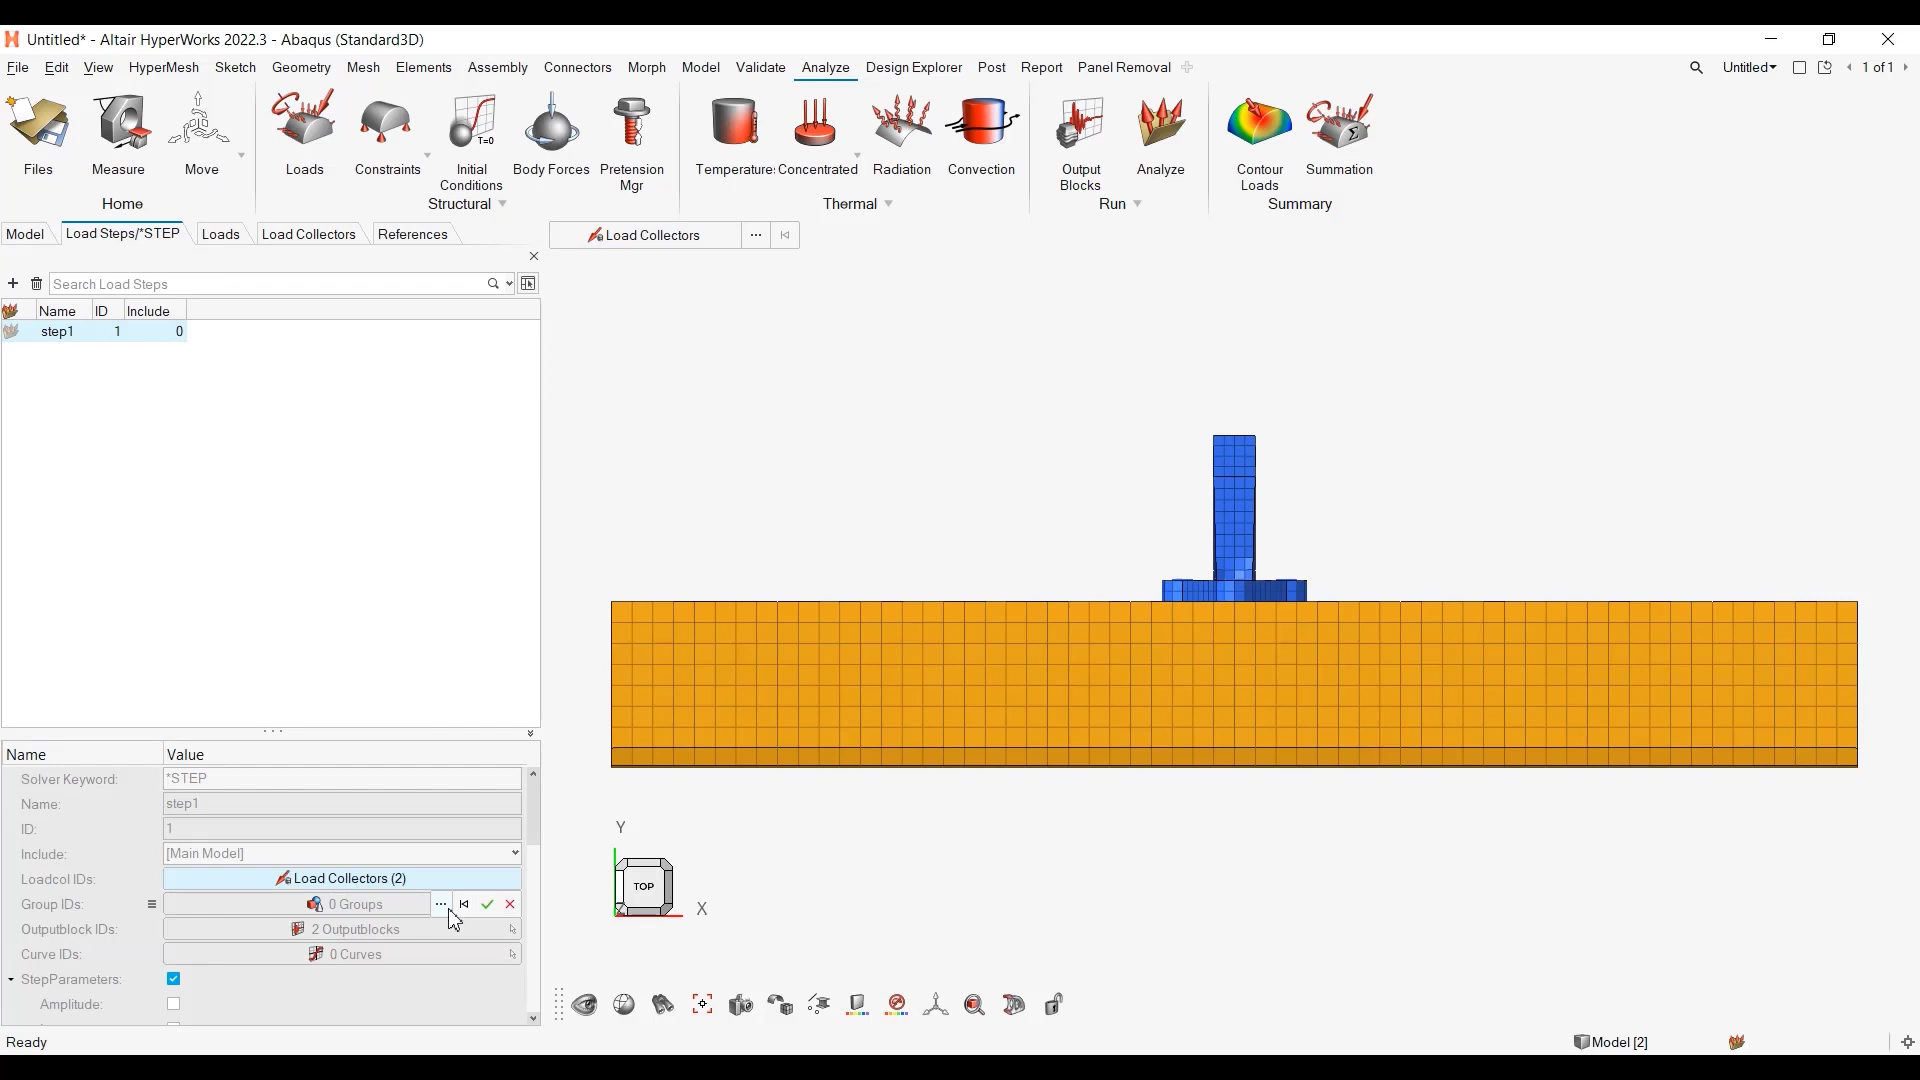 Untitled* - Altair HyperWorks 2022.3 - Abaqus (Standard3D)
File Edit View HyperMesh Sketch Geometry Mesh Elements Assembly Connectors Morph Model Validate Analyze Design Explorer Post Report Panel Removal Untitled 1 of 1
T=0
Σ
Files Measure Move Loads Constraints Initial Conditions Body Forces Pretension Mgr Temperature Concentrated Radiation Convection Output Blocks Analyze Contour Loads Summation
Home Structural Thermal Run Summary
Model Load Steps/*STEP Loads Load Collectors References Load Collectors ...
Search Load Steps
Name ID Include
step1 1 0
Name Value
Solver Keyword: *STEP
Name: step1
ID: 1
Include: [Main Model]
Loadcol IDs: Load Collectors (2)
Group IDs: 0 Groups ...
Outputblock IDs: 2 Outputblocks
Curve IDs: 0 Curves
StepParameters:
Amplitude:
Y
TOP
X
Ready Model [2]